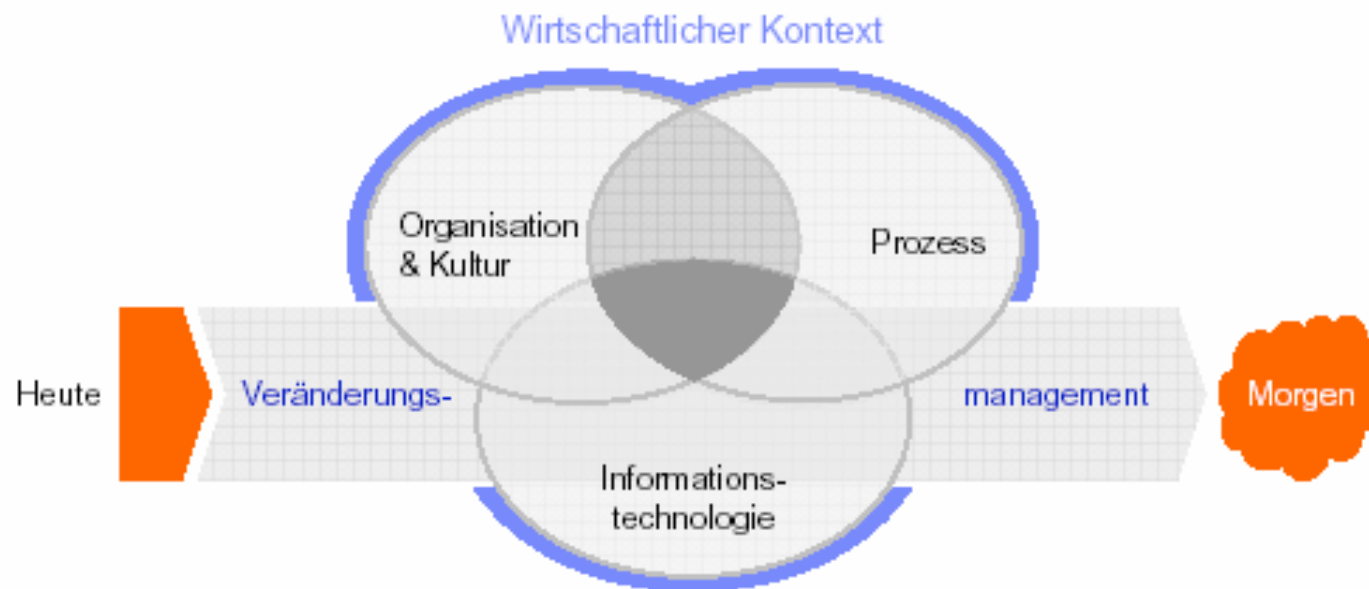 Wirtschaftlicher Kontext
Organisation
& Kultur
Prozess
Heute
Veränderungs-
management
Morgen
Informations-
technologie